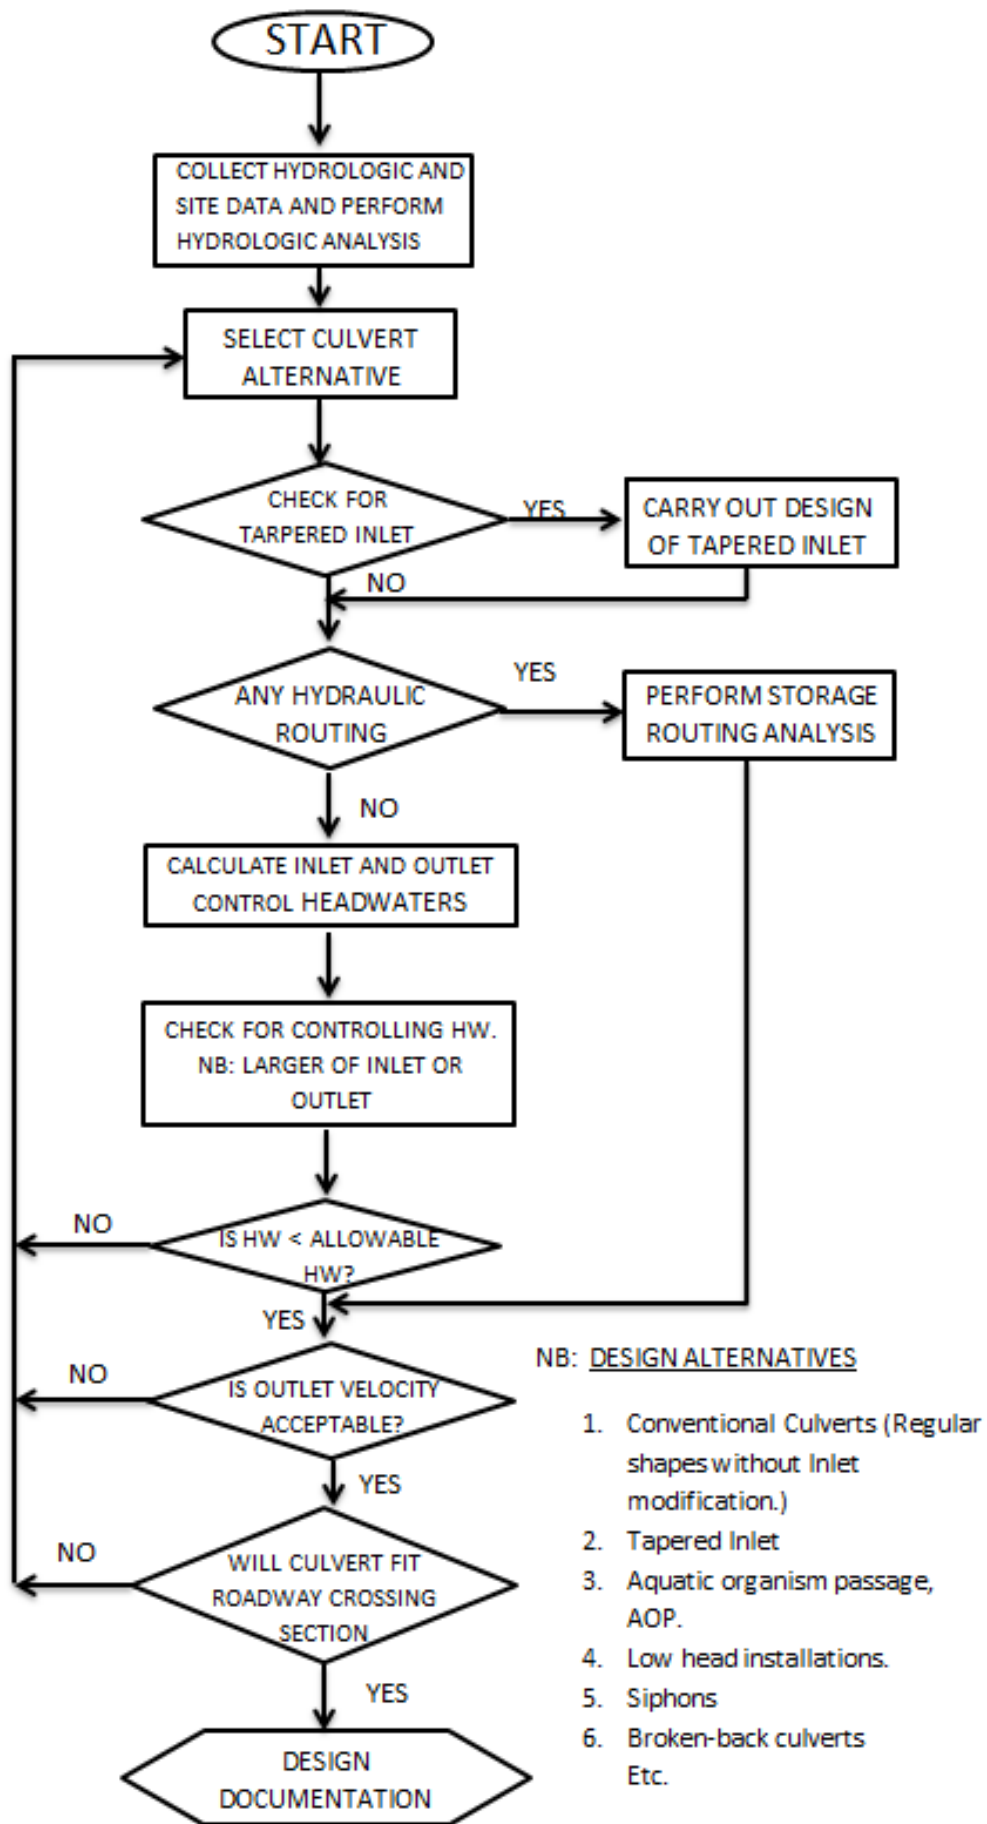 START
COLLECT HYDROLOGIC AND
SITE DATA AND PERFORM
HYDROLOGIC ANALYSIS
SELECT CULVERT
ALTERNATIVE
CHECK FOR
TARPERED INLET
YES
CARRY OUT DESIGN
OF TAPERED INLET
NO
ANY HYDRAULIC
ROUTING
YES
PERFORM STORAGE
ROUTING ANALYSIS
NO
CALCULATE INLET AND OUTLET
CONTROL HEADWATERS
CHECK FOR CONTROLLING HW.
NB: LARGER OF INLET OR
OUTLET
NO
IS HW < ALLOWABLE
HW?
YES
NO
IS OUTLET VELOCITY
ACCEPTABLE?
YES
NO
WILL CULVERT FIT
ROADWAY CROSSING
SECTION
YES
DESIGN
DOCUMENTATION
NB: DESIGN ALTERNATIVES
1. Conventional Culverts (Regular
shapes without Inlet
modification.)
2. Tapered Inlet
3. Aquatic organism passage,
AOP.
4. Low head installations.
5. Siphons
6. Broken-back culverts
Etc.